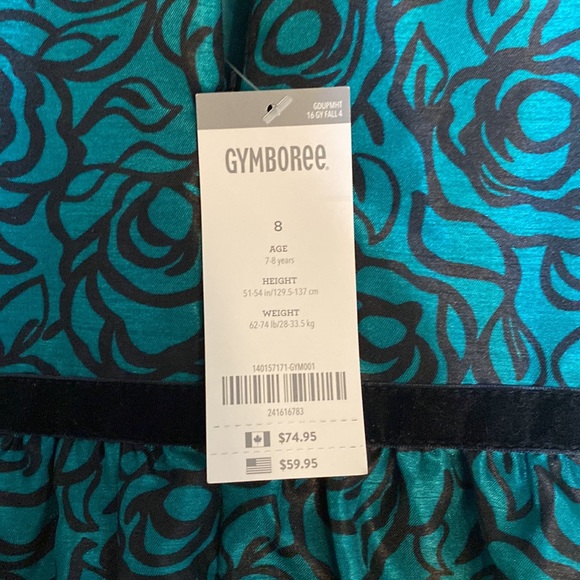 GDUPMHT
16 GY FALL 4
GYMBOREE®
8
AGE
7-8 years
HEIGHT
51-54 in/129.5-137 cm
WEIGHT
62-74 lb/28-33.5 kg
140157171-GYM001
241616783
$74.95
$59.95